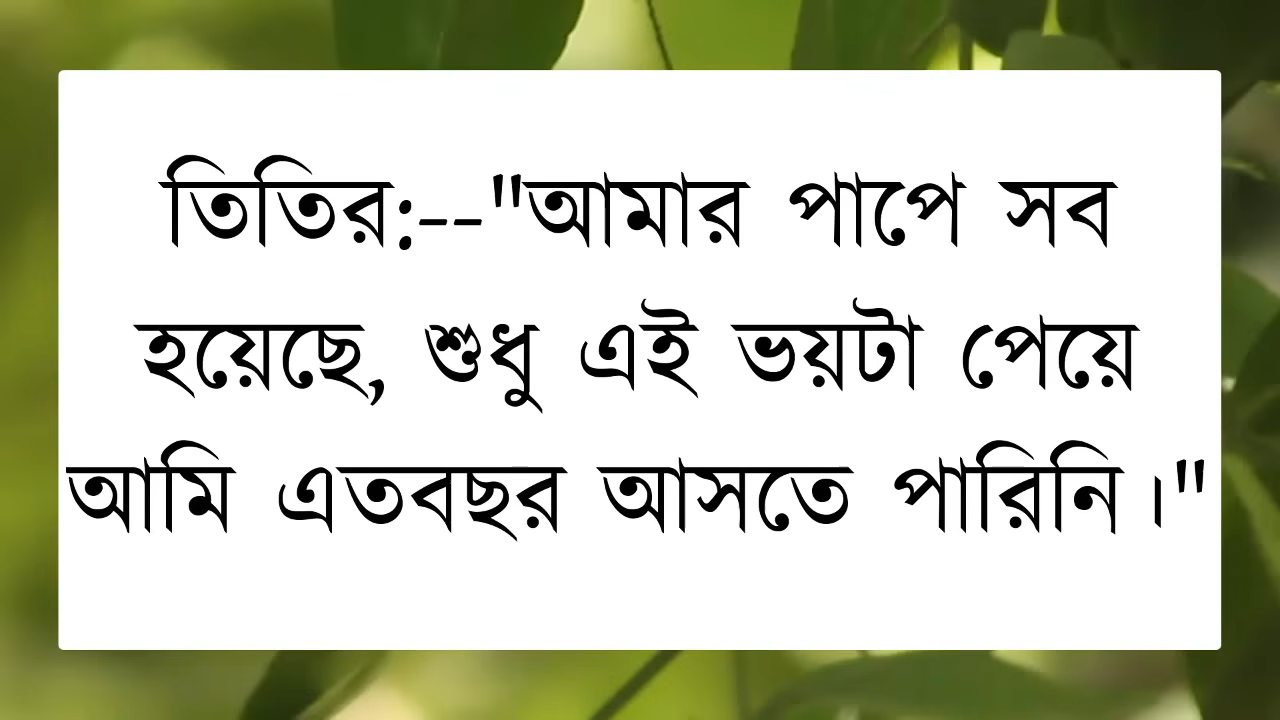 তিতির:--"আমার পাপে সব
হয়েছে, শুধু এই ভয়টা পেয়ে
আমি এতবছর আসতে পারিনি।"